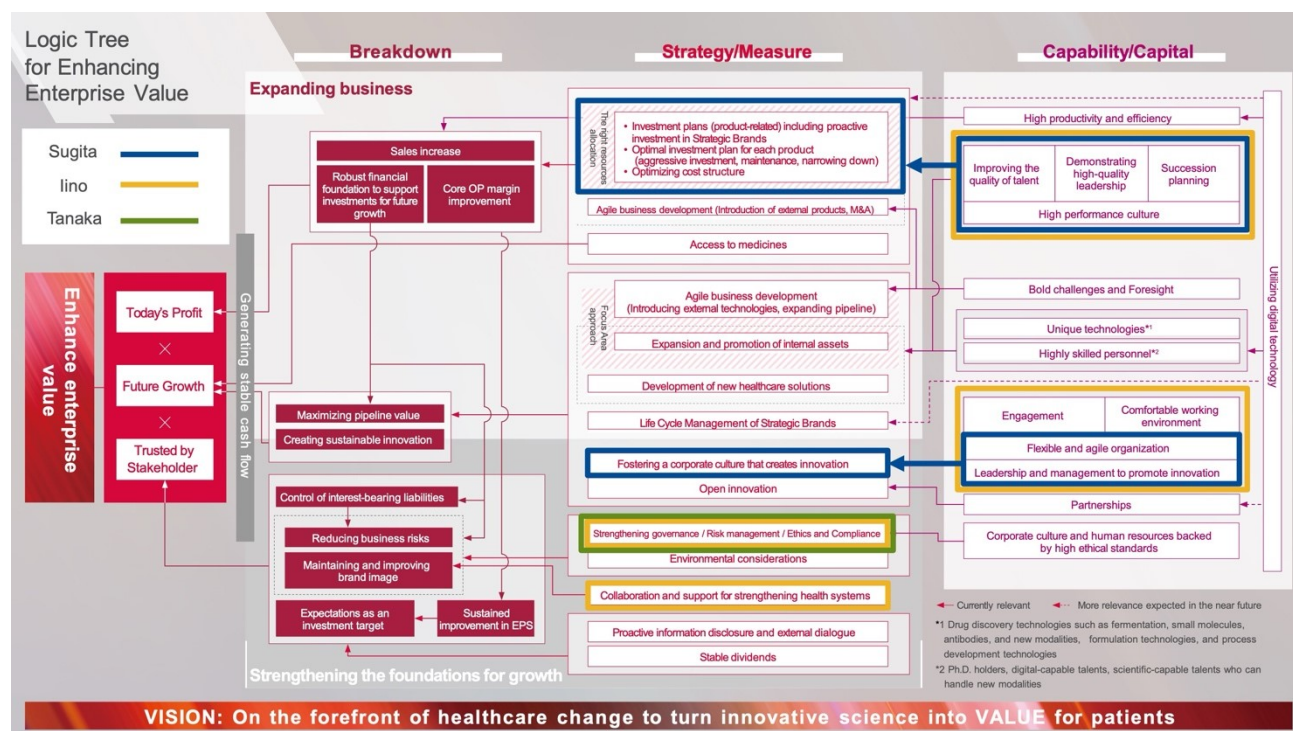 Logic Tree
for Enhancing
Enterprise Value
Sugita
Iino
Tanaka
Breakdown
Strategy/Measure
Capability/Capital
Expanding business
Sales increase
Robust financial
foundation to support
investments for future
growth
Core OP margin
improvement
Enhance enterprise
value
Today's Profit
×
Future Growth
×
Trusted by
Stakeholder
Generating stable cash flow
Maximizing pipeline value
Creating sustainable innovation
Control of interest-bearing liabilities
Reducing business risks
Maintaining and improving
brand image
Expectations as an
investment target
Sustained
improvement in EPS
Strengthening the foundations for growth
The right resources
allocation
• Investment plans (product-related) including proactive
investment in Strategic Brands
• Optimal investment plan for each product
(aggressive investment, maintenance, narrowing down)
• Optimizing cost structure
Agile business development (Introduction of external products, M&A)
Access to medicines
Focus Area
approach
Agile business development
(Introducing external technologies, expanding pipeline)
Expansion and promotion of internal assets
Development of new healthcare solutions
Life Cycle Management of Strategic Brands
Fostering a corporate culture that creates innovation
Open innovation
Strengthening governance / Risk management / Ethics and Compliance
Environmental considerations
Collaboration and support for strengthening health systems
Proactive information disclosure and external dialogue
Stable dividends
High productivity and efficiency
Improving the
quality of talent
Demonstrating
high-quality
leadership
Succession
planning
High performance culture
Bold challenges and Foresight
Unique technologies*1
Highly skilled personnel*2
Engagement
Comfortable working
environment
Flexible and agile organization
Leadership and management to promote innovation
Partnerships
Corporate culture and human resources backed
by high ethical standards
Utilizing digital technology
Currently relevant
More relevance expected in the near future
*1 Drug discovery technologies such as fermentation, small molecules,
antibodies, and new modalities, formulation technologies, and process
development technologies
*2 Ph.D. holders, digital-capable talents, scientific-capable talents who can
handle new modalities
VISION: On the forefront of healthcare change to turn innovative science into VALUE for patients